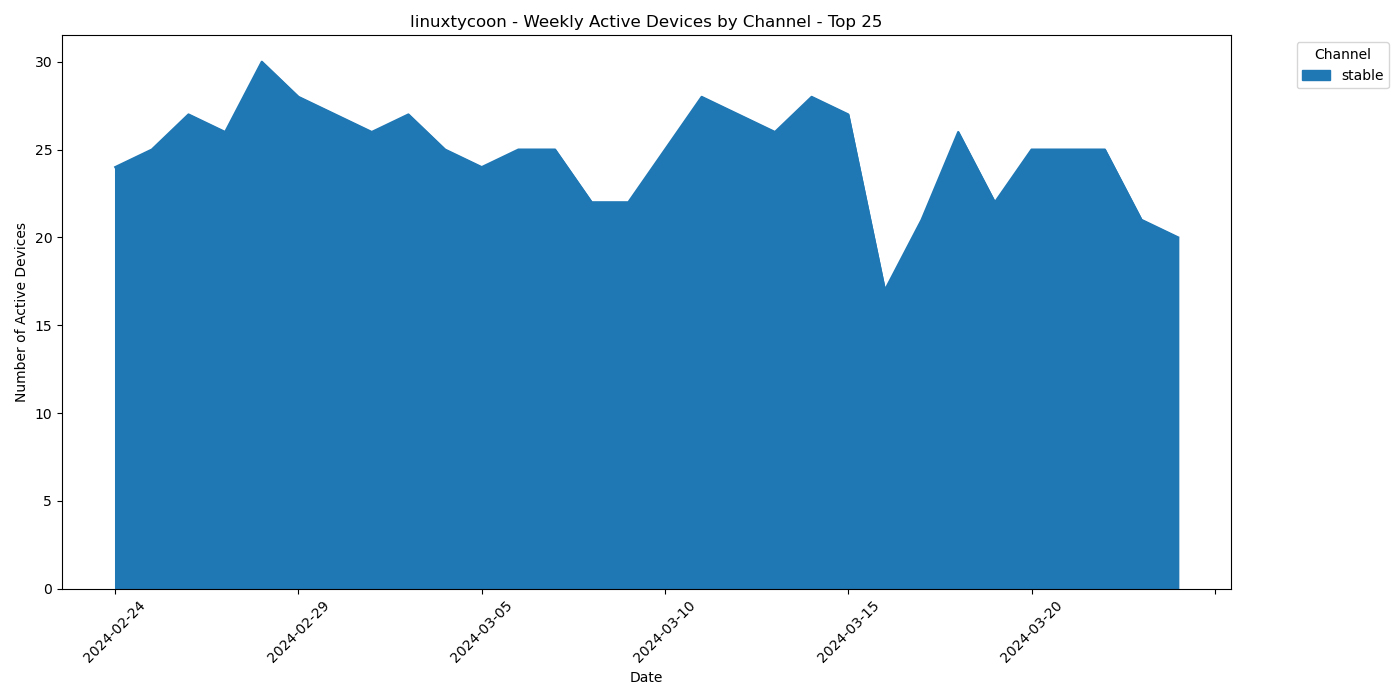 linuxtycoon - Weekly Active Devices by Channel - Top 25
Channel
stable
Number of Active Devices
30
25
20
15
10
5
0
2024-02-24
2024-02-29
2024-03-05
2024-03-10
2024-03-15
2024-03-20
Date